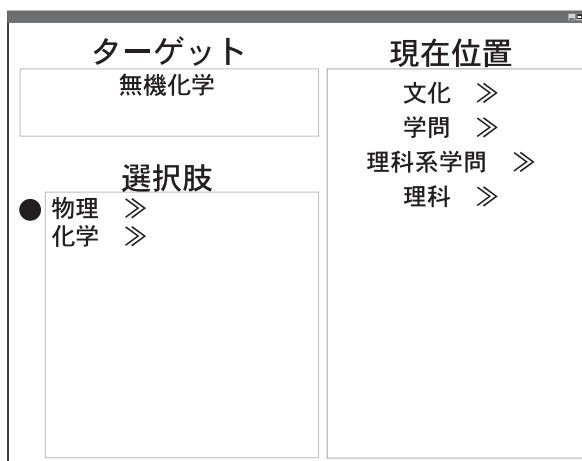 ターゲット
無機化学
選択肢
物理 ≫
化学 ≫
現在位置
文化 ≫
学問 ≫
理科系学問 ≫
理科 ≫